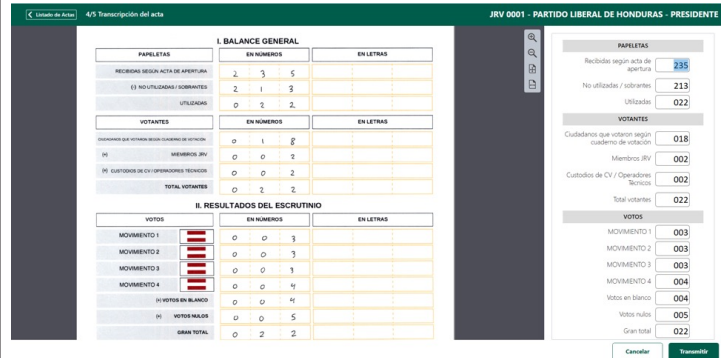 Listado de Actas
4/5 Transcripción del acta
JRV 0001 - PARTIDO LIBERAL DE HONDURAS - PRESIDENTE
I. BALANCE GENERAL
PAPELETAS EN NÚMEROS EN LETRAS
RECIBIDAS SEGÚN ACTA DE APERTURA 2 3 5
(-) NO UTILIZADAS / SOBRANTES 2 1 3
UTILIZADAS 0 2 2
VOTANTES EN NÚMEROS EN LETRAS
CIUDADANOS QUE VOTARON SEGÚN CUADERNO DE VOTACIÓN 0 1 8
(+) MIEMBROS JRV 0 0 2
(+) CUSTODIOS DE CV / OPERADORES TÉCNICOS 0 0 2
TOTAL VOTANTES 0 2 2
II. RESULTADOS DEL ESCRUTINIO
VOTOS EN NÚMEROS EN LETRAS
MOVIMIENTO 1 0 0 3
MOVIMIENTO 2 0 0 3
MOVIMIENTO 3 0 0 3
MOVIMIENTO 4 0 0 4
(+) VOTOS EN BLANCO 0 0 4
(+) VOTOS NULOS 0 0 5
GRAN TOTAL 0 2 2
PAPELETAS
Recibidas según acta de
apertura 235
No utilizadas / sobrantes 213
Utilizadas 022
VOTANTES
Ciudadanos que votaron según
cuaderno de votación 018
Miembros JRV 002
Custodios de CV / Operadores
Técnicos 002
Total votantes 022
VOTOS
MOVIMIENTO 1 003
MOVIMIENTO 2 003
MOVIMIENTO 3 003
MOVIMIENTO 4 004
Votos en blanco 004
Votos nulos 005
Gran total 022
Cancelar
Transmitir